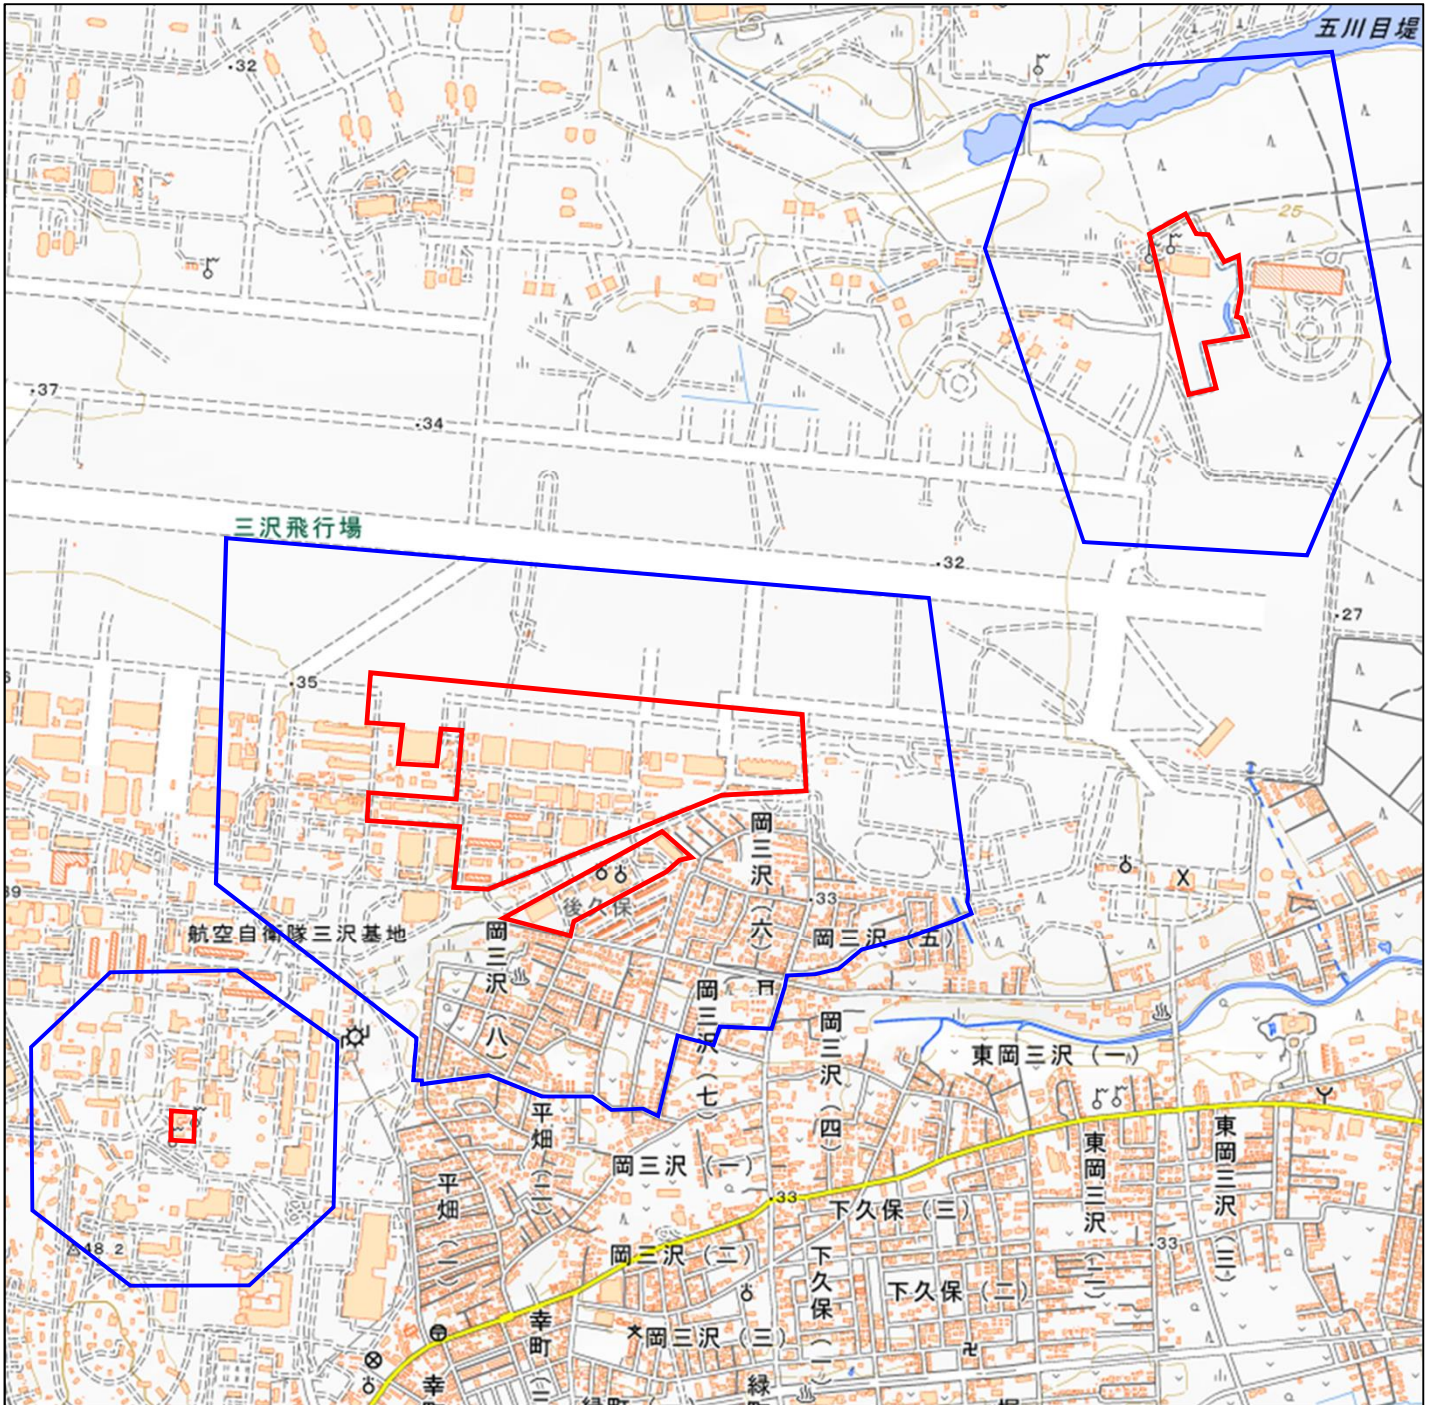 五川目堤
32
25
37
34
三沢飛行場
32
27
35
岡三沢（六）
33
後久保
89
航空自衛隊三沢基地
岡三沢（八）
岡三沢（五）
岡三沢（七）
岡三沢（四）
東岡三沢（一）
平畑（二）
岡三沢（一）
平畑（一）
東岡三沢（二）
東岡三沢（三）
33
下久保（三）
48.2
岡三沢（二）
33
下久保（一）
下久保（二）
幸町
岡三沢（三）
幸
緑